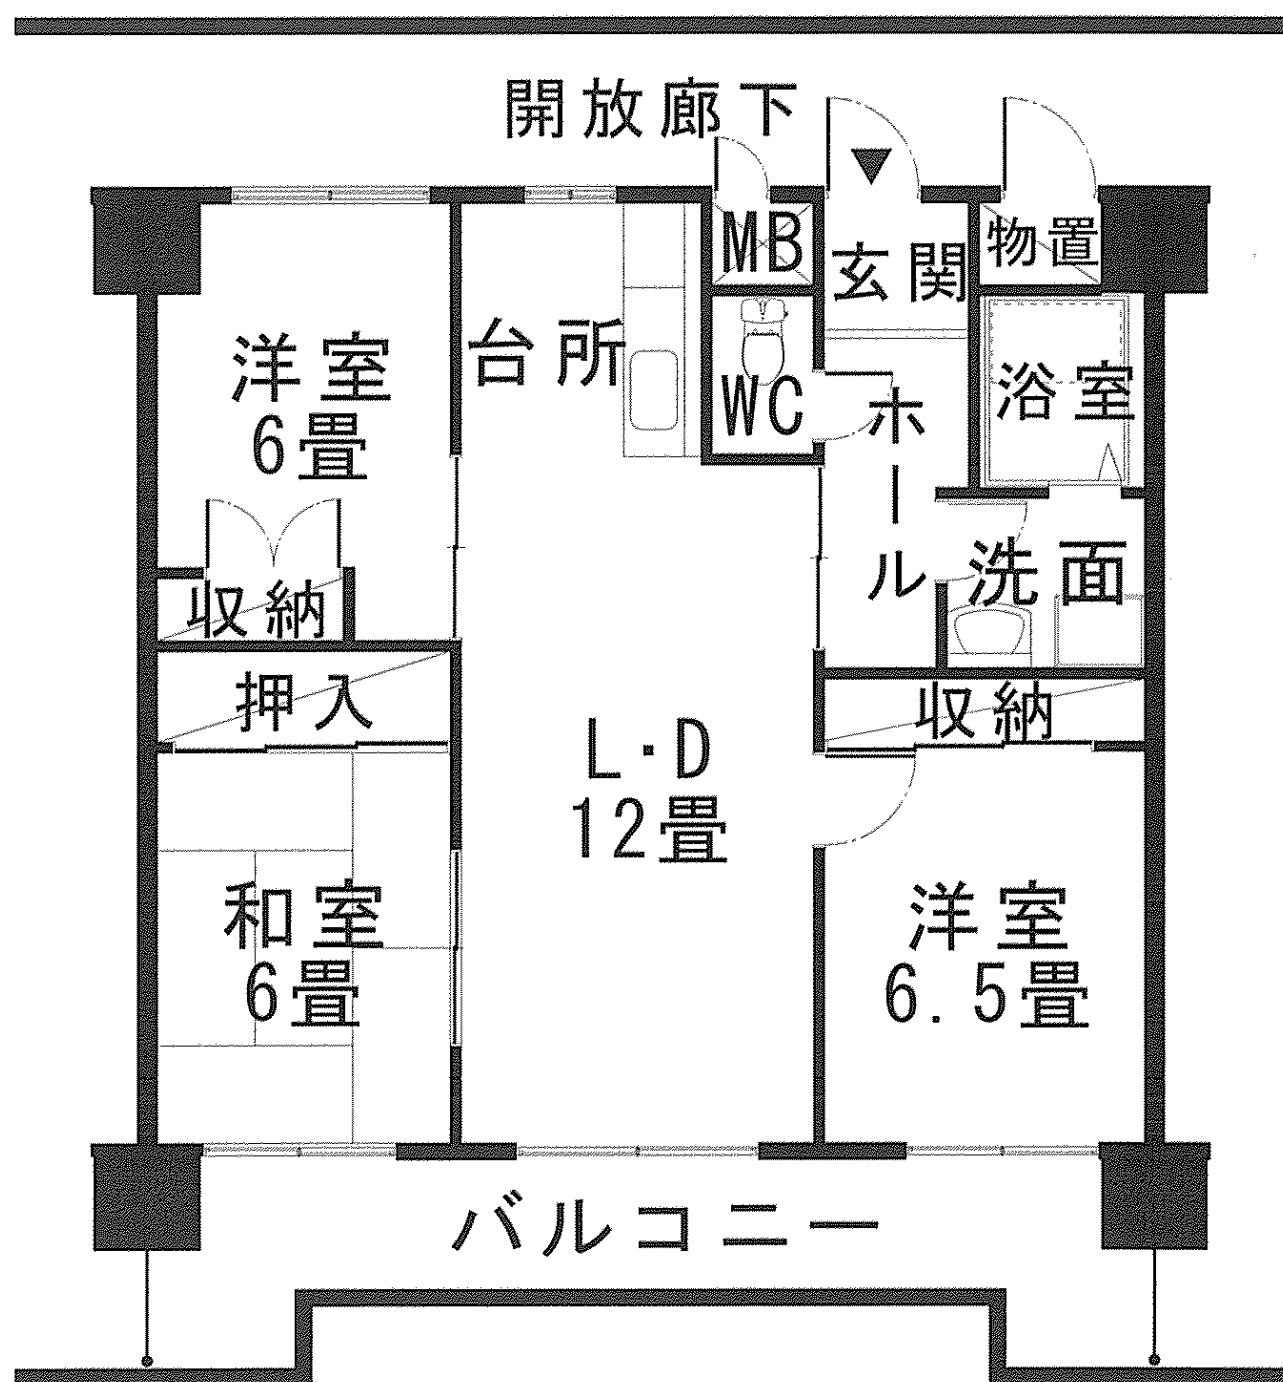 開放廊下
MB
玄関
物置
洋室
6畳
台所
WC
ホール
浴室
収納
洗面
押入
L・D
12畳
収納
和室
6畳
洋室
6.5畳
バルコニー